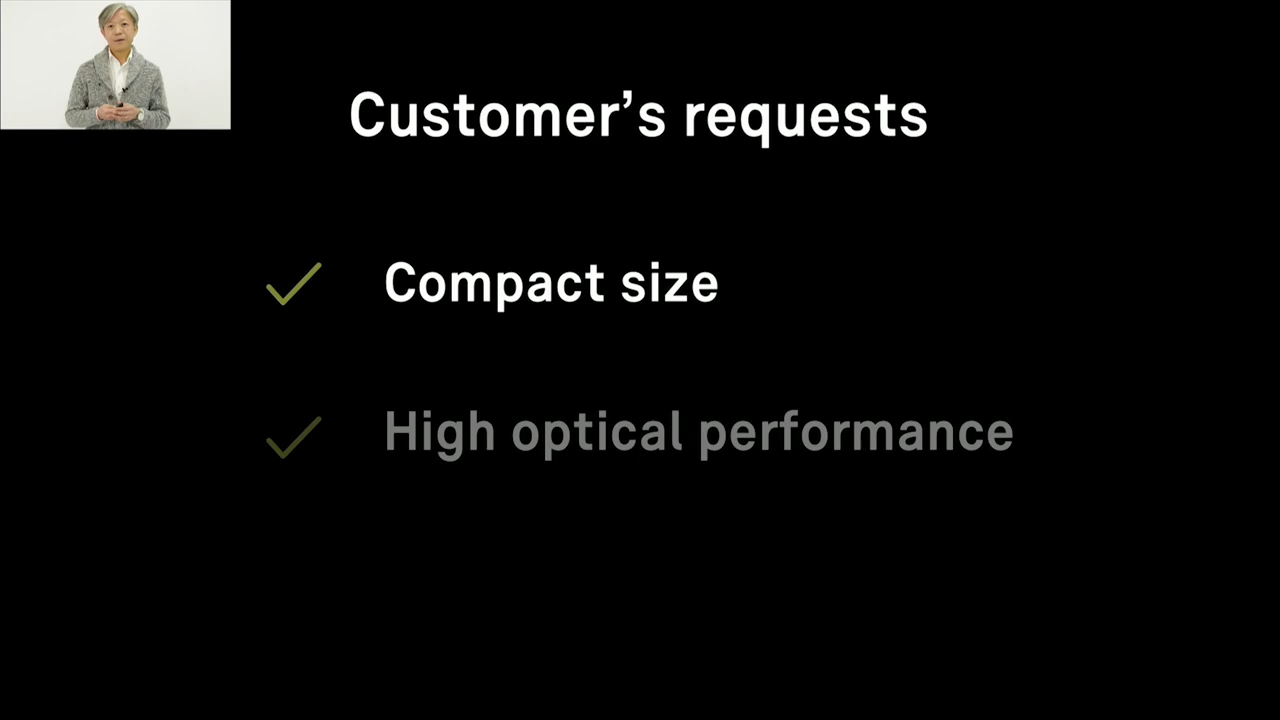 Customer’s requests
Compact size
High optical performance